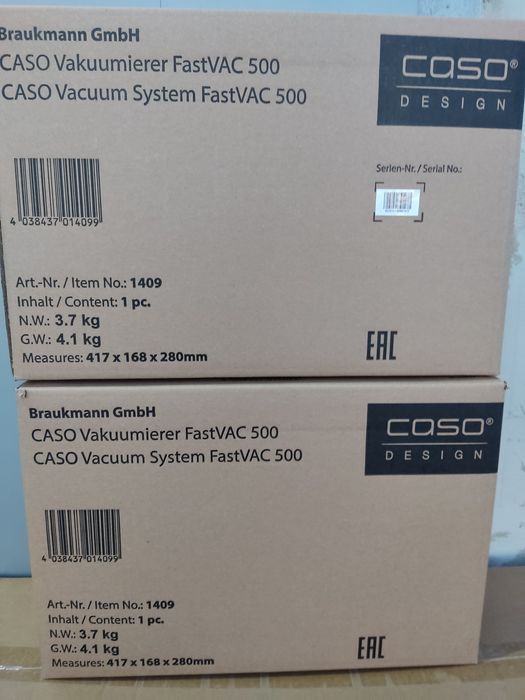 Braukmann GmbH
CASO Vakuumierer FastVAC 500
CASO Vacuum System FastVAC 500
caso®
DESIGN
Serien-Nr. / Serial No.:
4 038437 014099
Art.-Nr. / Item No.: 1409
Inhalt / Content: 1 pc.
N.W.: 3.7 kg
G.W.: 4.1 kg
Measures: 417 x 168 x 280mm
EAC
Braukmann GmbH
CASO Vakuumierer FastVAC 500
CASO Vacuum System FastVAC 500
caso®
DESIGN
4 038437 014099
Art.-Nr. / Item No.: 1409
Inhalt / Content: 1 pc.
N.W.: 3.7 kg
G.W.: 4.1 kg
Measures: 417 x 168 x 280mm
EAC